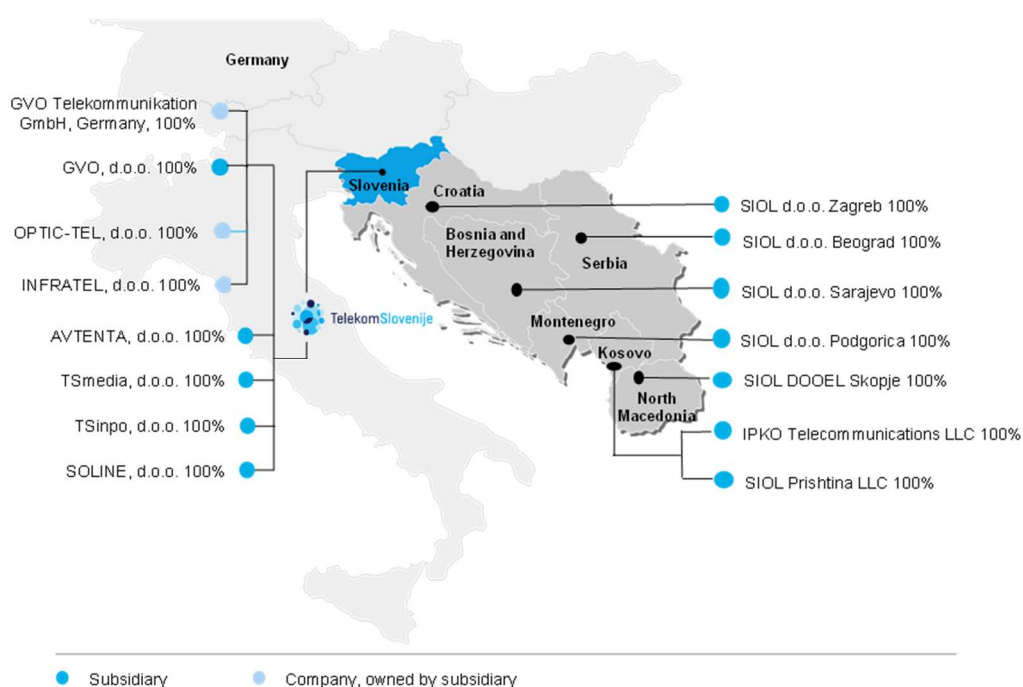 Germany
GVO Telekommunikation
GmbH, Germany, 100%
GVO, d.o.o. 100%
OPTIC-TEL, d.o.o. 100%
INFRATEL, d.o.o. 100%
AVTENTA, d.o.o. 100%
TSmedia, d.o.o. 100%
TSinpo, d.o.o. 100%
SOLINE, d.o.o. 100%
TelekomSlovenije
Slovenia
Croatia
Bosnia and
Herzegovina
Serbia
Montenegro
Kosovo
North
Macedonia
SIOL d.o.o. Zagreb 100%
SIOL d.o.o. Beograd 100%
SIOL d.o.o. Sarajevo 100%
SIOL d.o.o. Podgorica 100%
SIOL DOOEL Skopje 100%
IPKO Telecommunications LLC 100%
SIOL Prishtina LLC 100%
Subsidiary
Company, owned by subsidiary